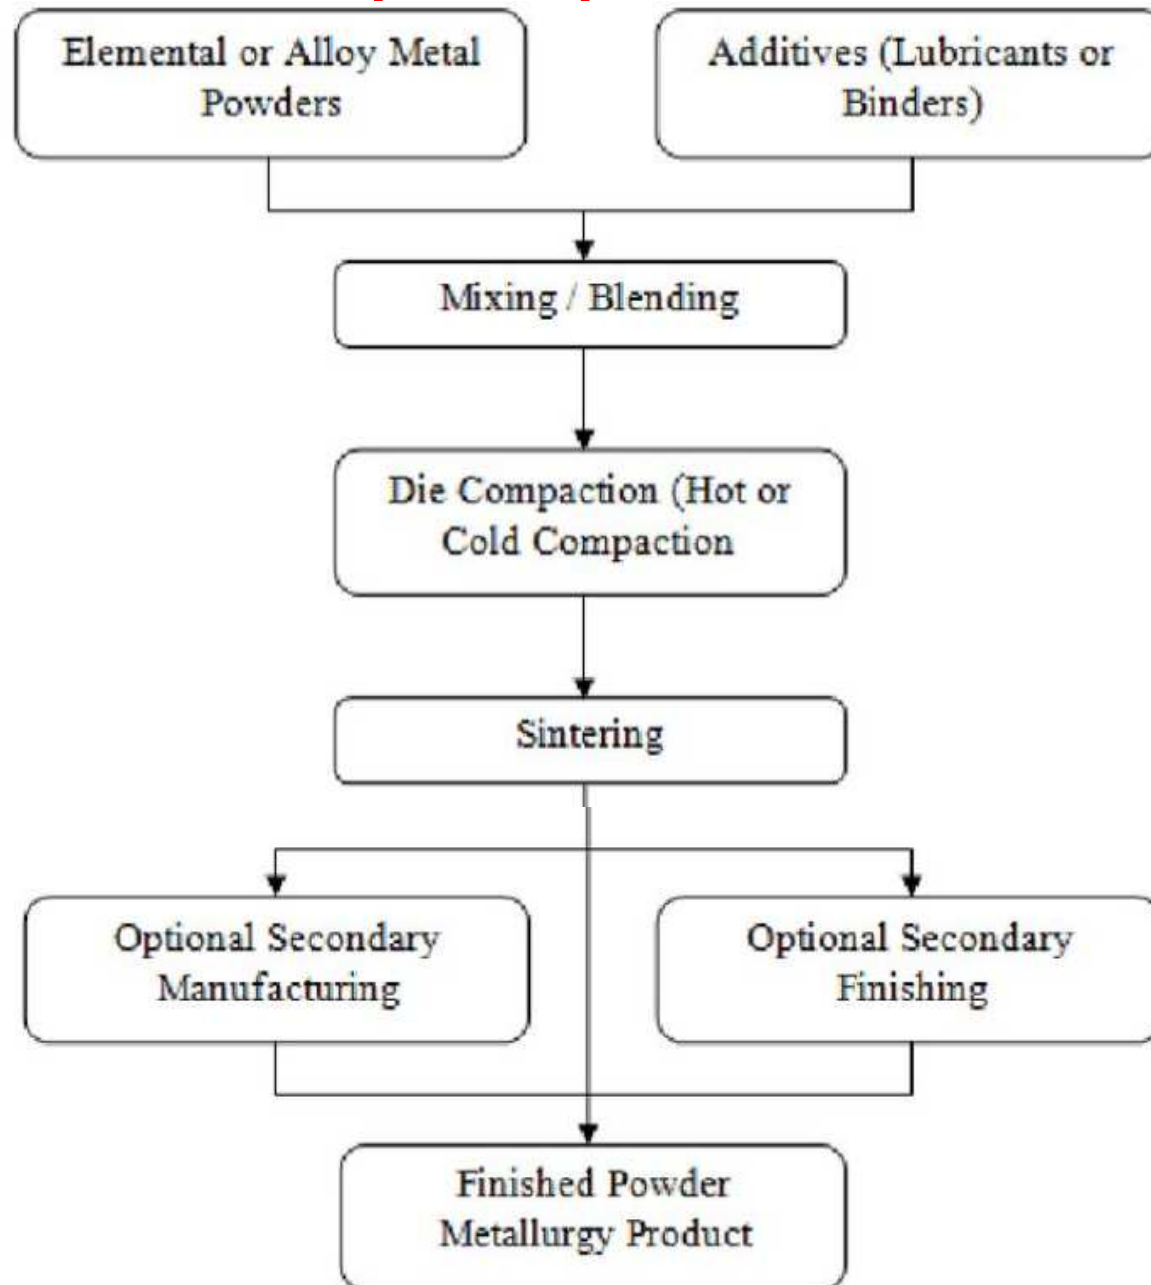 Elemental or Alloy Metal
Powders
Additives (Lubricants or
Binders)
Mixing / Blending
Die Compaction (Hot or
Cold Compaction
Sintering
Optional Secondary
Manufacturing
Optional Secondary
Finishing
Finished Powder
Metallurgy Product